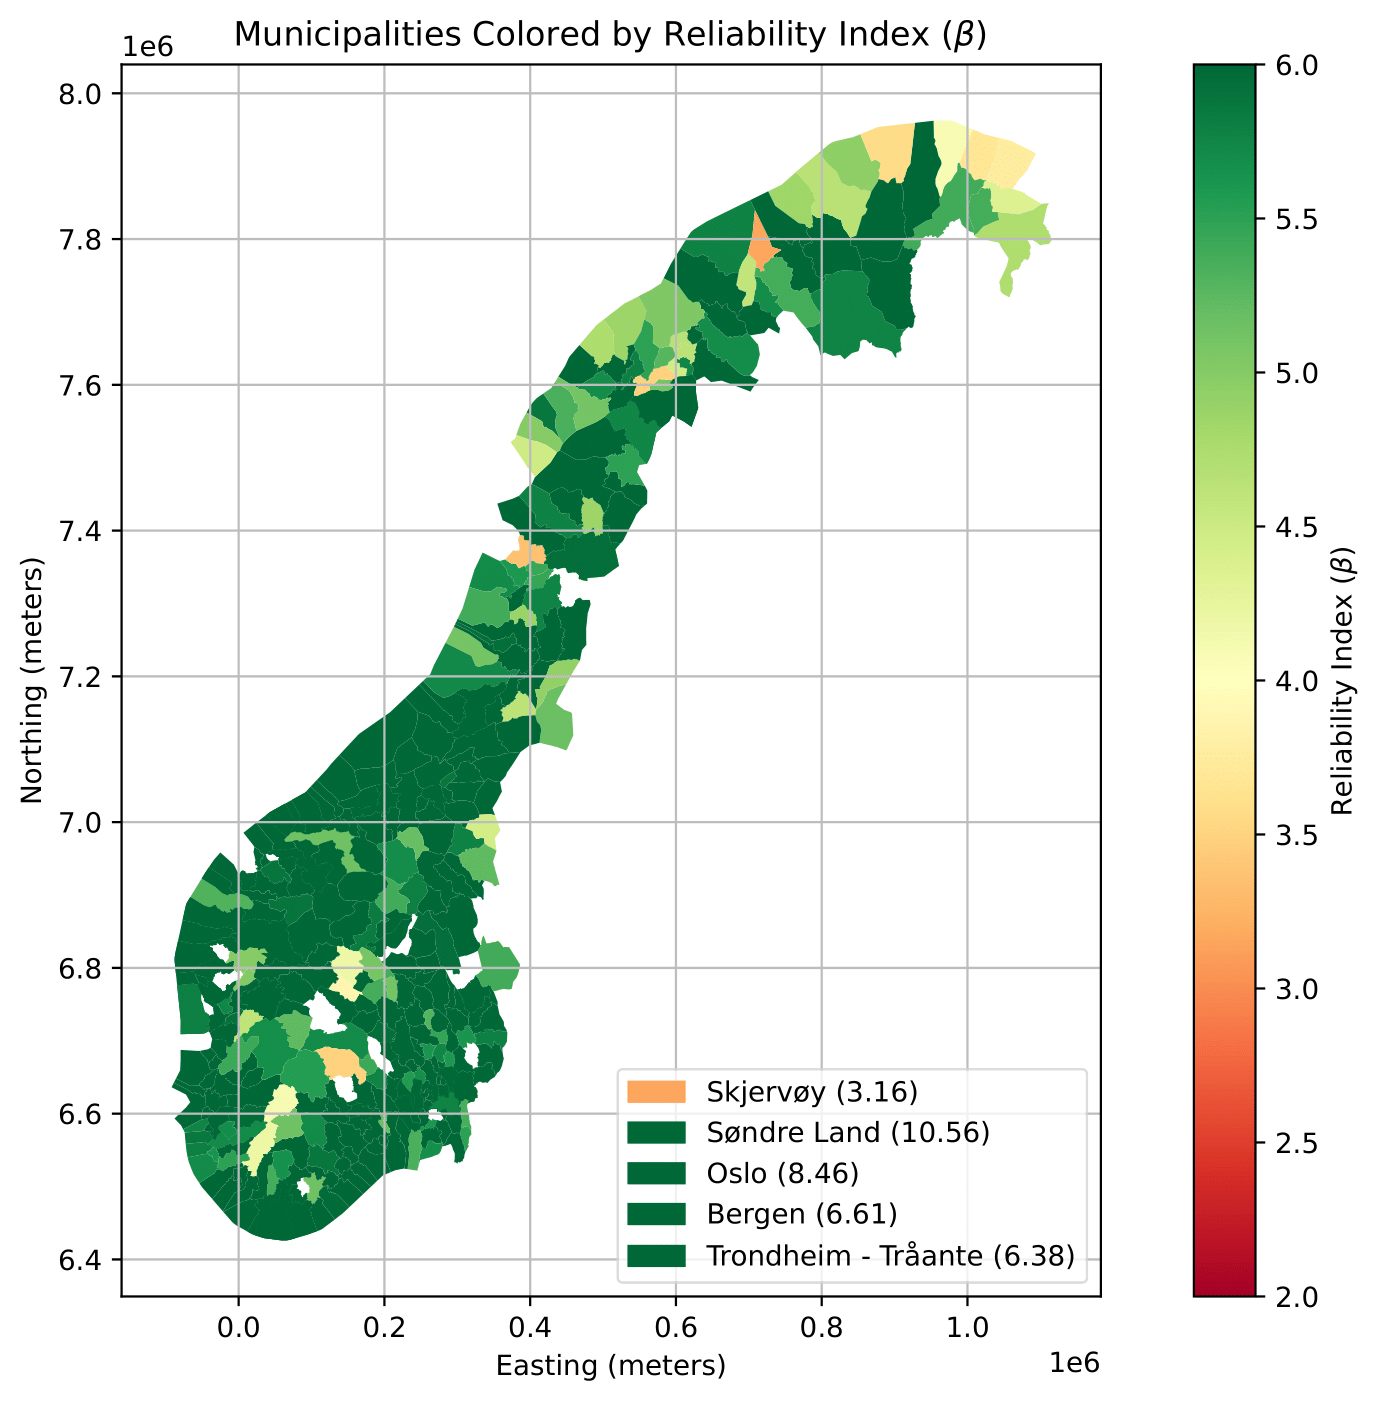 Municipalities Colored by Reliability Index (β)
1e6
8.0
7.8
7.6
7.4
7.2
7.0
6.8
6.6
6.4
Northing (meters)
0.0 0.2 0.4 0.6 0.8 1.0
1e6
Easting (meters)
Skjervøy (3.16)
Søndre Land (10.56)
Oslo (8.46)
Bergen (6.61)
Trondheim - Tråante (6.38)
6.0
5.5
5.0
4.5
4.0
3.5
3.0
2.5
2.0
Reliability Index (β)